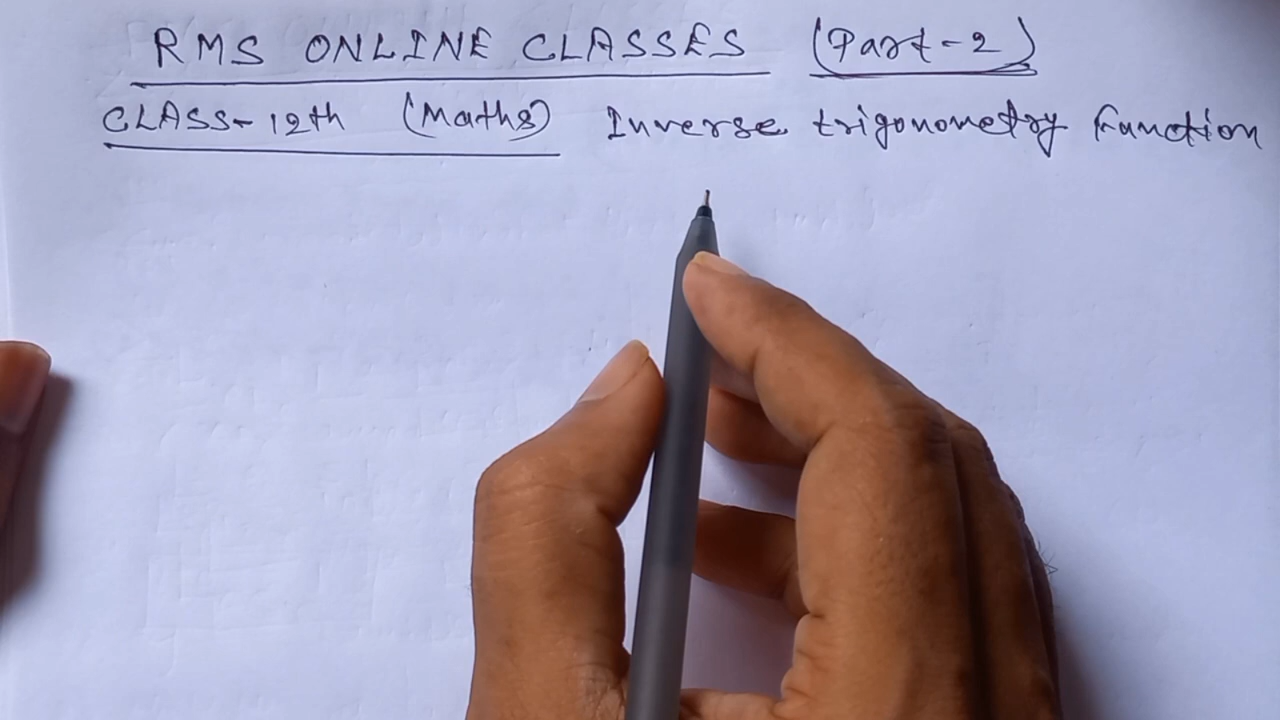 RMS ONLINE CLASSES (Part-2)
CLASS-12th (Maths) Inverse trigonometry Function